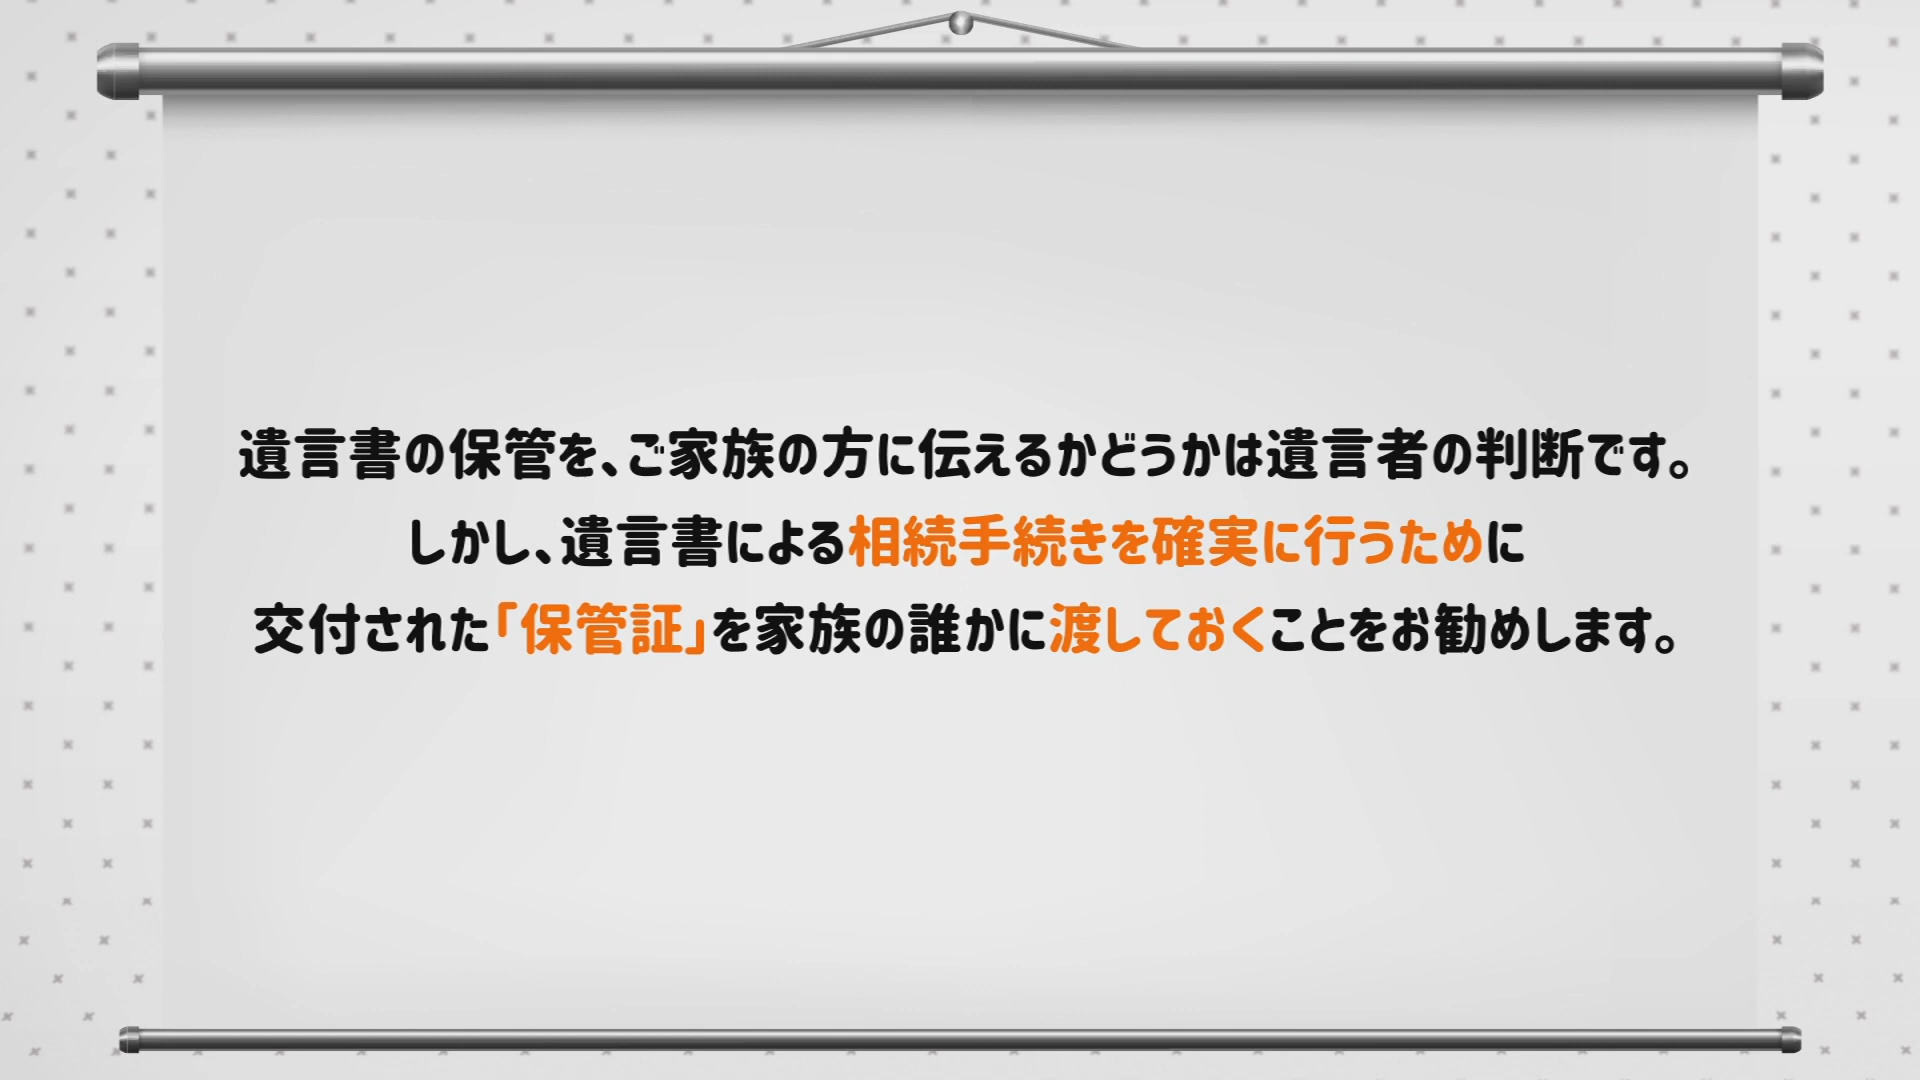 遺言書の保管を、ご家族の方に伝えるかどうかは遺言者の判断です。
しかし、遺言書による相続手続きを確実に行うために
交付された「保管証」を家族の誰かに渡しておくことをお勧めします。